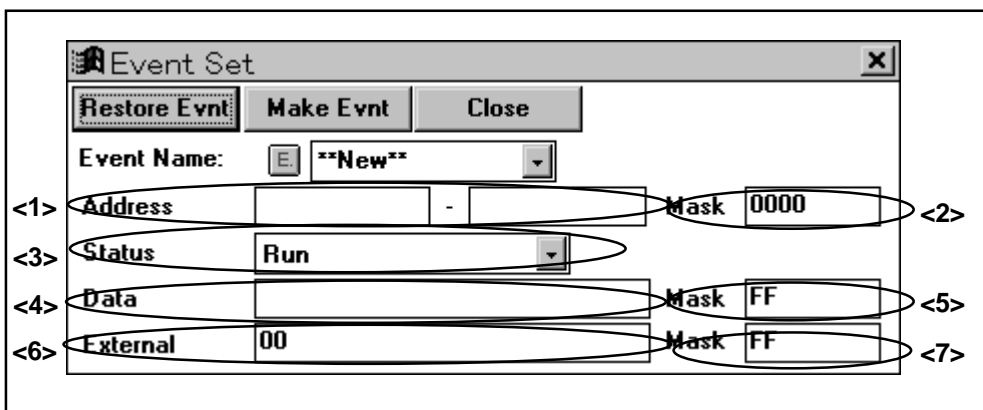 Event Set
Restore Evnt Make Evnt Close
Event Name: E. **New**
<1> Address - Mask 0000 <2>
<3> Status Run
<4> Data Mask FF <5>
<6> External 00 Mask FF <7>